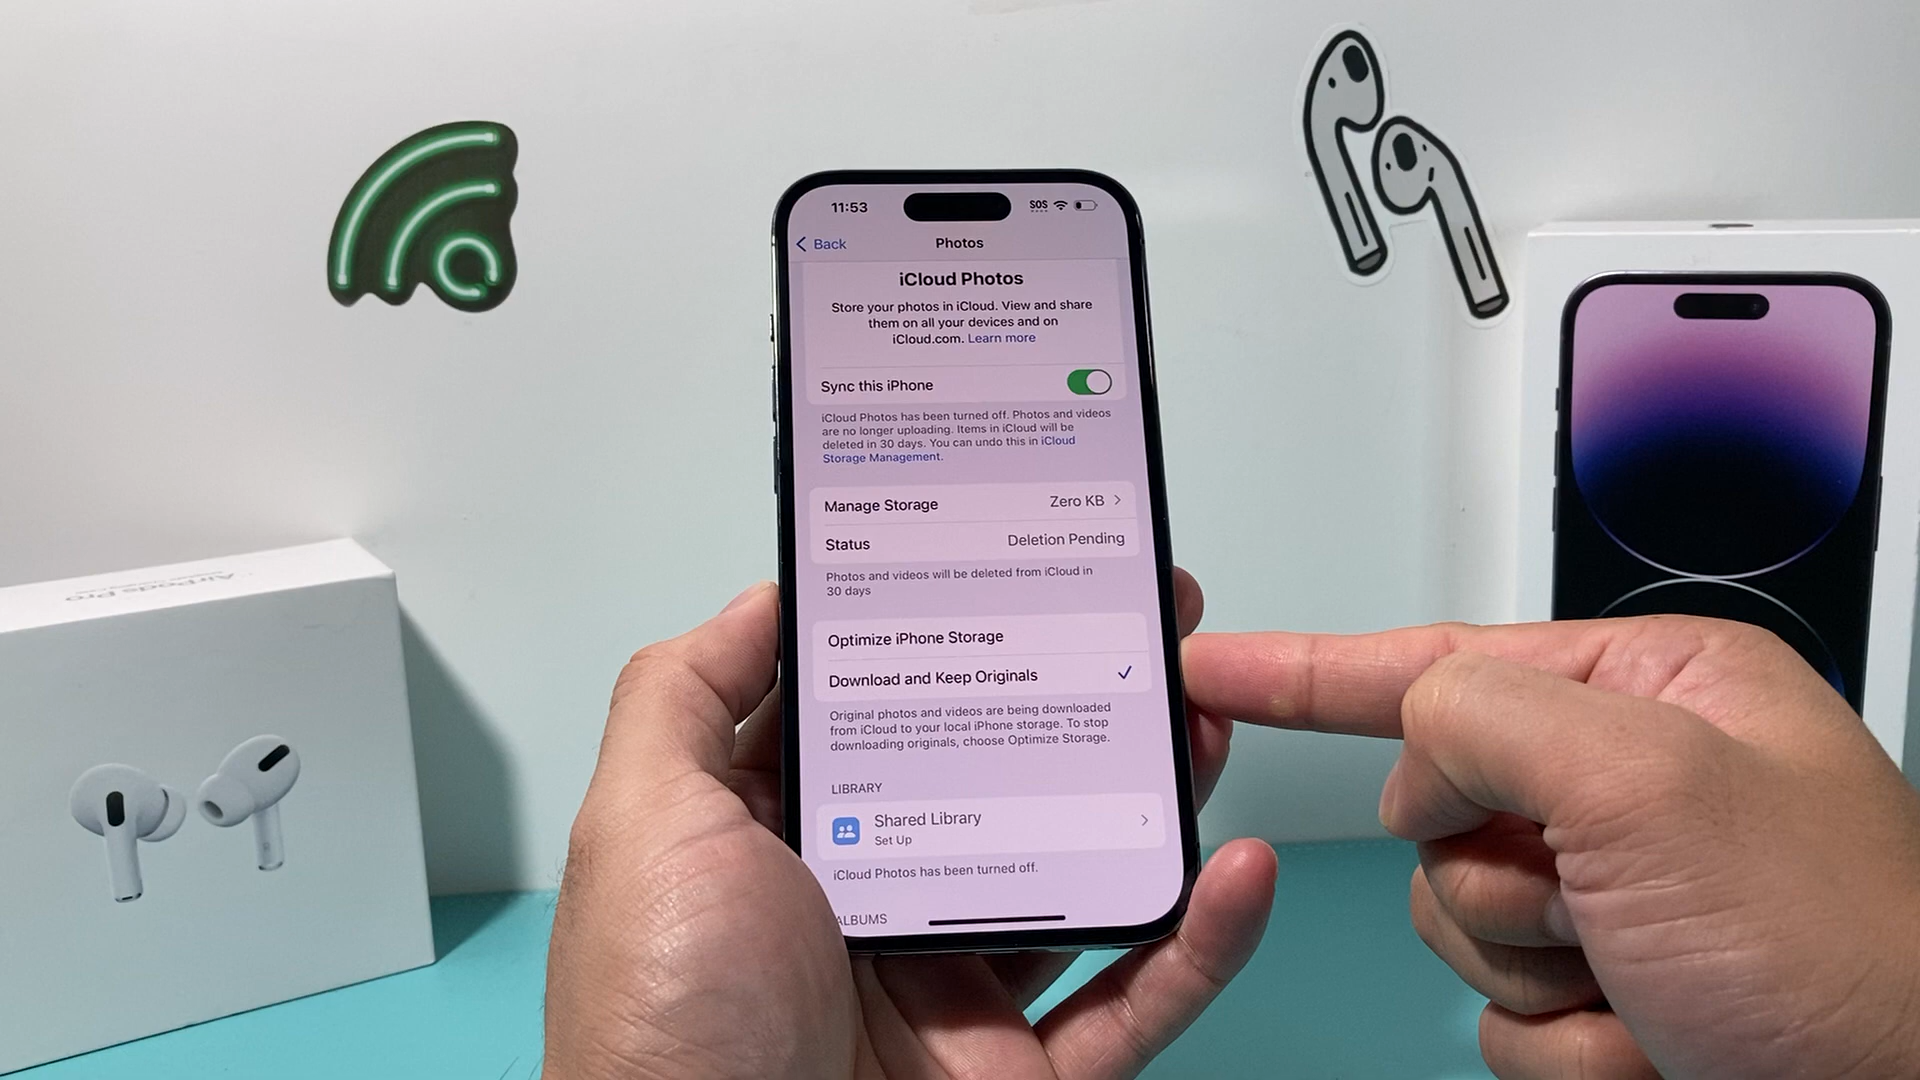 11:53
SOS
Back
Photos
iCloud Photos
Store your photos in iCloud. View and share
them on all your devices and on
iCloud.com. Learn more
Sync this iPhone
iCloud Photos has been turned off. Photos and videos
are no longer uploading. Items in iCloud will be
deleted in 30 days. You can undo this in iCloud
Storage Management.
Manage Storage Zero KB
Status Deletion Pending
Photos and videos will be deleted from iCloud in
30 days
Optimize iPhone Storage
Download and Keep Originals
Original photos and videos are being downloaded
from iCloud to your local iPhone storage. To stop
downloading originals, choose Optimize Storage.
LIBRARY
Shared Library
Set Up
iCloud Photos has been turned off.
ALBUMS
AirPods Pro